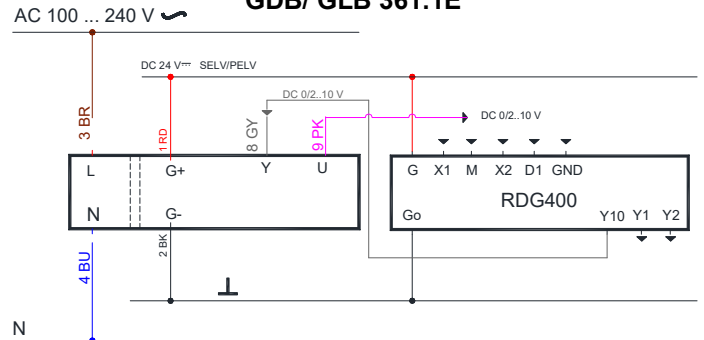 GDB/ GLB 361.1E
AC 100 ... 240 V
DC 24 V SELV/PELV
DC 0/2..10 V
DC 0/2..10 V
3 BR
1 RD
8 GY
9 PK
L G+ Y U
N G-
G X1 M X2 D1 GND
RDG400
Go Y10 Y1 Y2
4 BU
2 BK
N